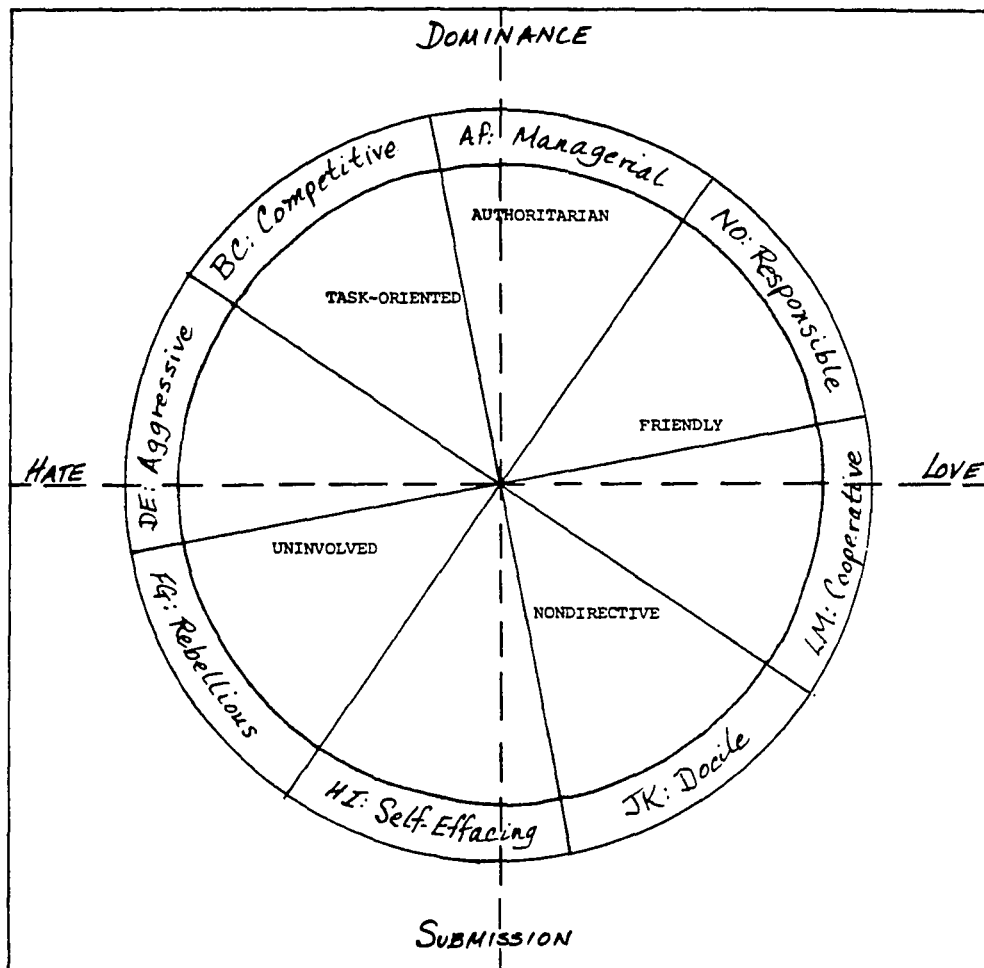 DOMINANCE
AP: Managerial
BC: Competitive
NO: Responsible
AUTHORITARIAN
TASK-ORIENTED
DE: Aggressive
FRIENDLY
HATE
LOVE
LM: Cooperative
UNINVOLVED
FG: Rebellious
NONDIRECTIVE
HI: Self-Effacing
JK: Docile
SUBMISSION